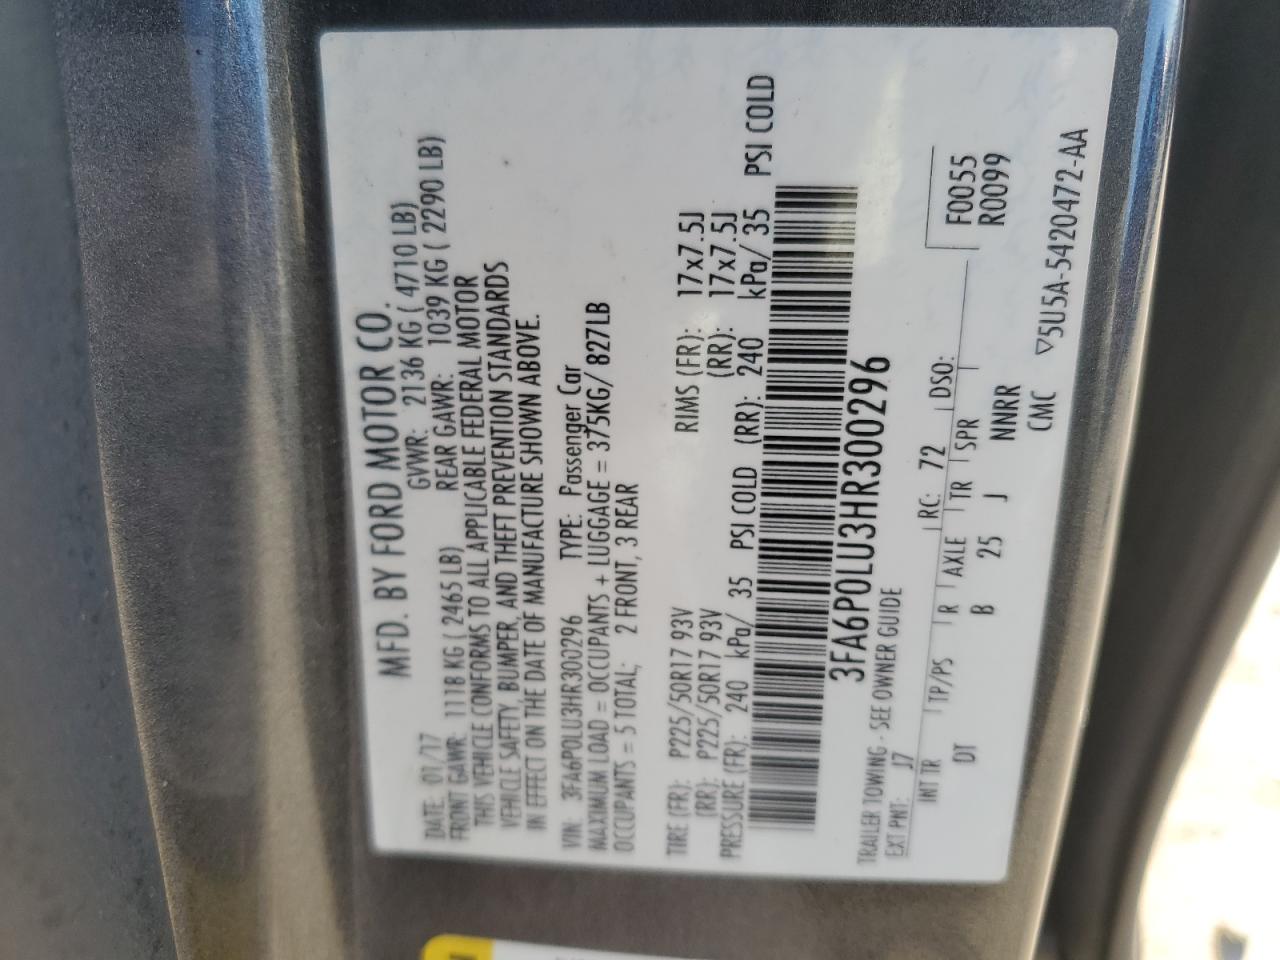 MFD. BY FORD MOTOR CO.
DATE: 01/17 GVWR: 2136 KG ( 4710 LB)
FRONT GAWR: 1118 KG ( 2465 LB) REAR GAWR: 1039 KG ( 2290 LB)
THIS VEHICLE CONFORMS TO ALL APPLICABLE FEDERAL MOTOR
VEHICLE SAFETY, BUMPER, AND THEFT PREVENTION STANDARDS
IN EFFECT ON THE DATE OF MANUFACTURE SHOWN ABOVE.
VIN: 3FA6P0LU3HR300296 TYPE: Passenger Car
MAXIMUM LOAD = OCCUPANTS + LUGGAGE = 375KG/ 827LB
OCCUPANTS = 5 TOTAL; 2 FRONT, 3 REAR
TIRE (FR): P225/50R17 93V RIMS (FR): 17x7.5J
(RR): P225/50R17 93V (RR): 17x7.5J
PRESSURE (FR): 240 kPa/ 35 PSI COLD (RR): 240 kPa/ 35 PSI COLD
3FA6P0LU3HR300296
TRAILER TOWING - SEE OWNER GUIDE
EXT PNT: J7 RC: 72 DSO: F0055
INT TR TP/PS R AXLE TR SPR R0099
DT B 25 J NNRR
CMC ▽5U5A-5420472-AA